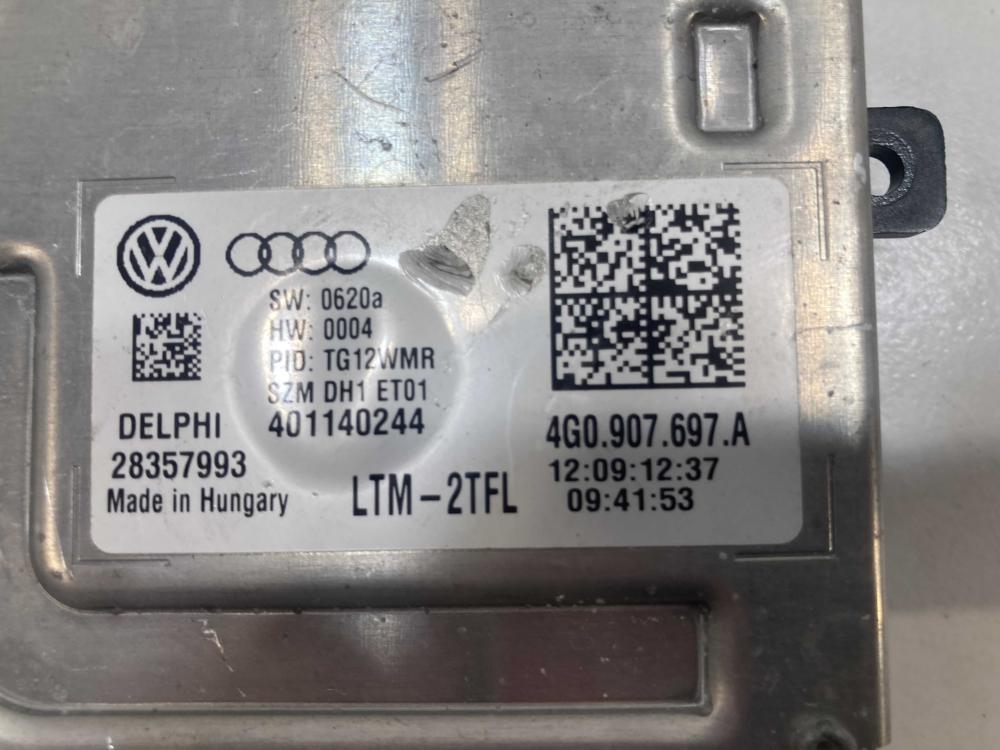 SW: 0620a
HW: 0004
PID: TG12WMR
SZM DH1 ET01
401140244
DELPHI
28357993
Made in Hungary
LTM-2TFL
4G0.907.697.A
12:09:12:37
09:41:53